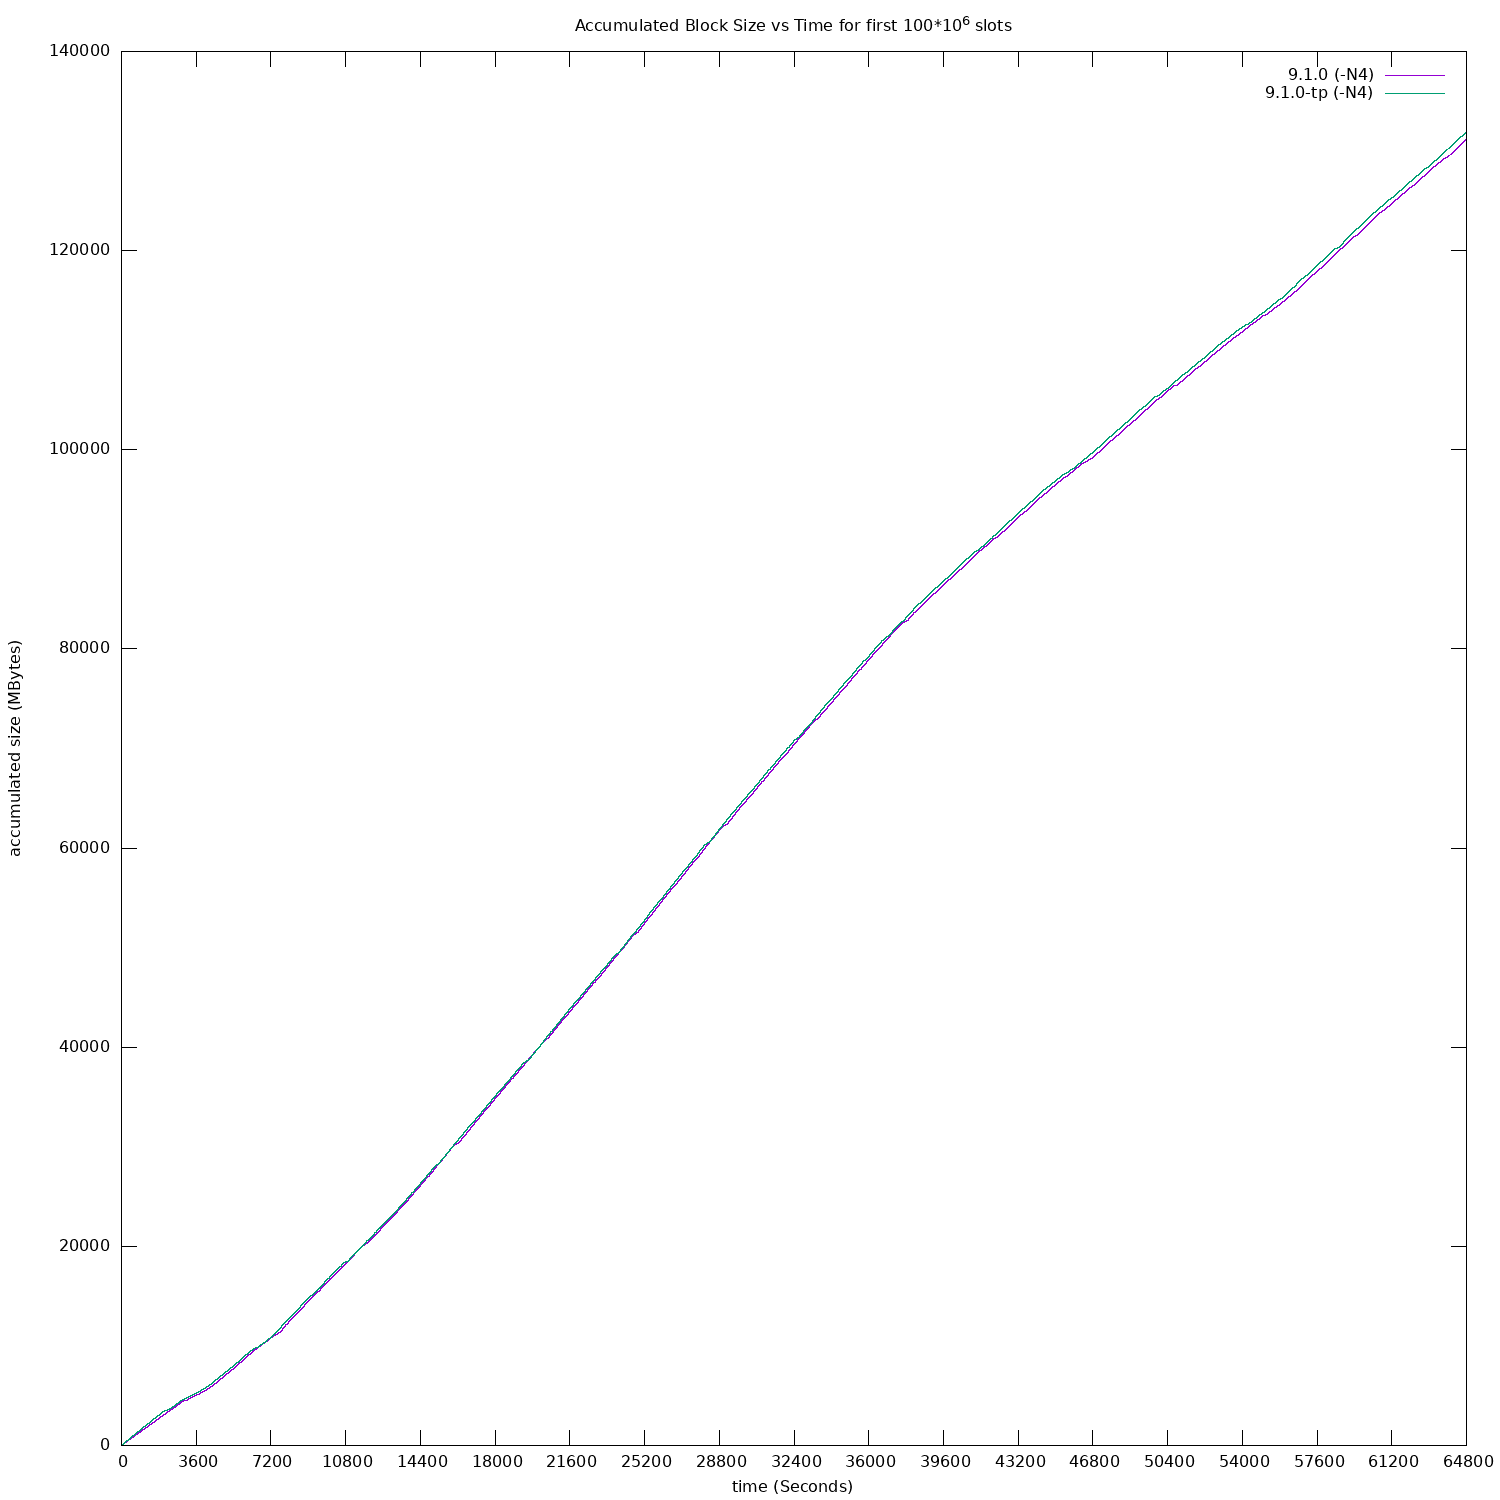 Accumulated Block Size vs Time for first 100*10⁶ slots
9.1.0 (-N4)
9.1.0-tp (-N4)
140000
120000
100000
80000
60000
40000
20000
0
accumulated size (MBytes)
0 3600 7200 10800 14400 18000 21600 25200 28800 32400 36000 39600 43200 46800 50400 54000 57600 61200 64800
time (Seconds)